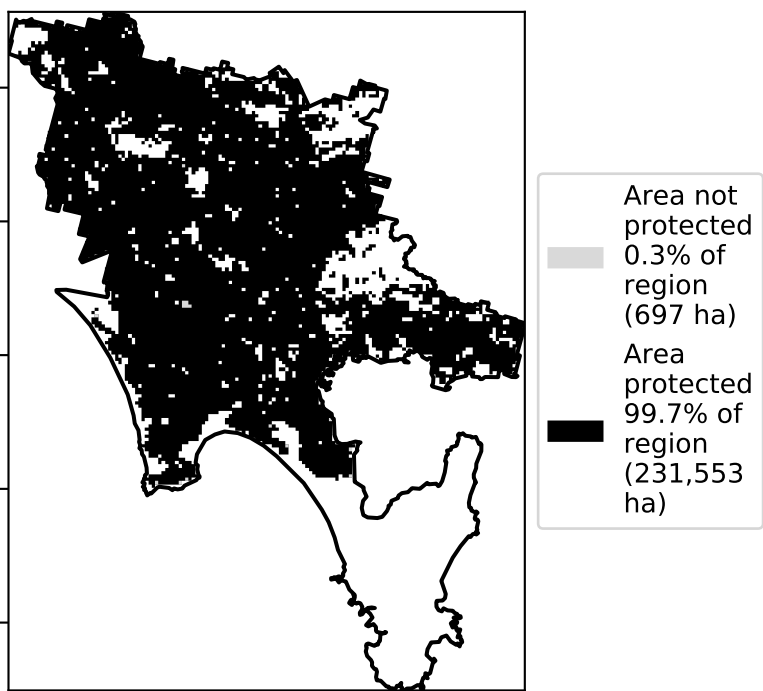 Area not
protected
0.3% of
region
(697 ha)
Area
protected
99.7% of
region
(231,553
ha)